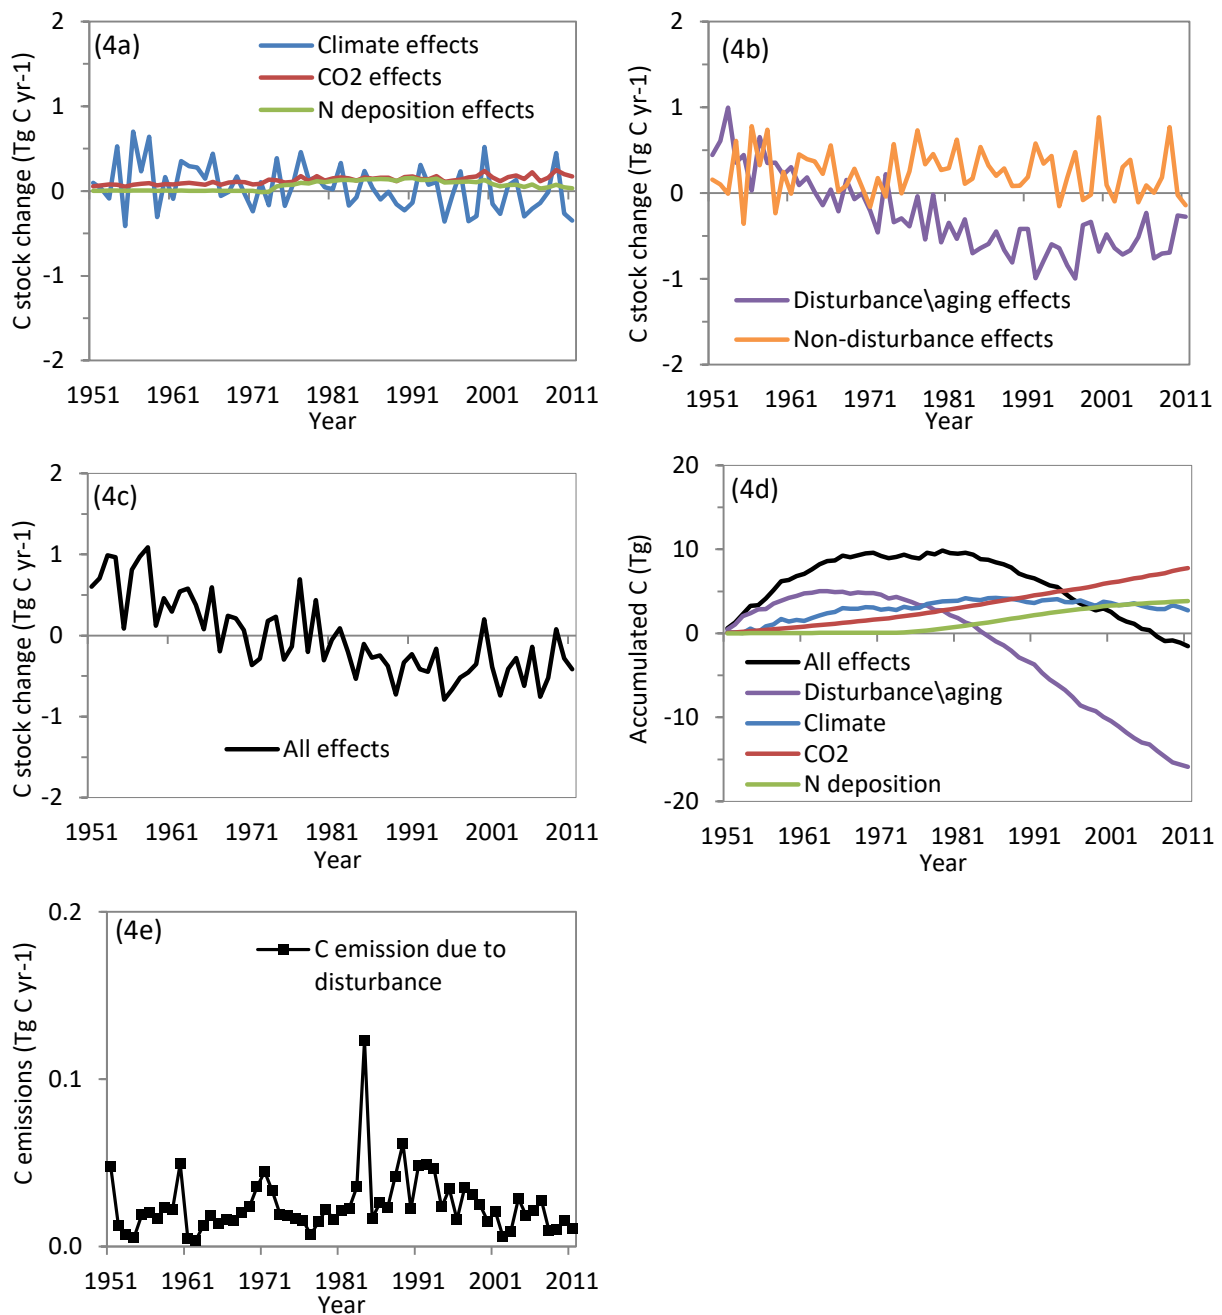 (4a)
Climate effects
CO2 effects
N deposition effects
C stock change (Tg C yr-1)
2
1
0
-1
-2
1951 1961 1971 1981 1991 2001 2011
Year
(4b)
Disturbance\aging effects
Non-disturbance effects
C stock change (Tg C yr-1)
2
1
0
-1
-2
1951 1961 1971 1981 1991 2001 2011
Year
(4c)
All effects
C stock change (Tg C yr-1)
2
1
0
-1
-2
1951 1961 1971 1981 1991 2001 2011
Year
(4d)
All effects
Disturbance\aging
Climate
CO2
N deposition
Accumulated C (Tg)
20
10
0
-10
-20
1951 1961 1971 1981 1991 2001 2011
Year
(4e)
C emission due to
disturbance
C emissions (Tg C yr-1)
0.2
0.1
0.0
1951 1961 1971 1981 1991 2001 2011
Year